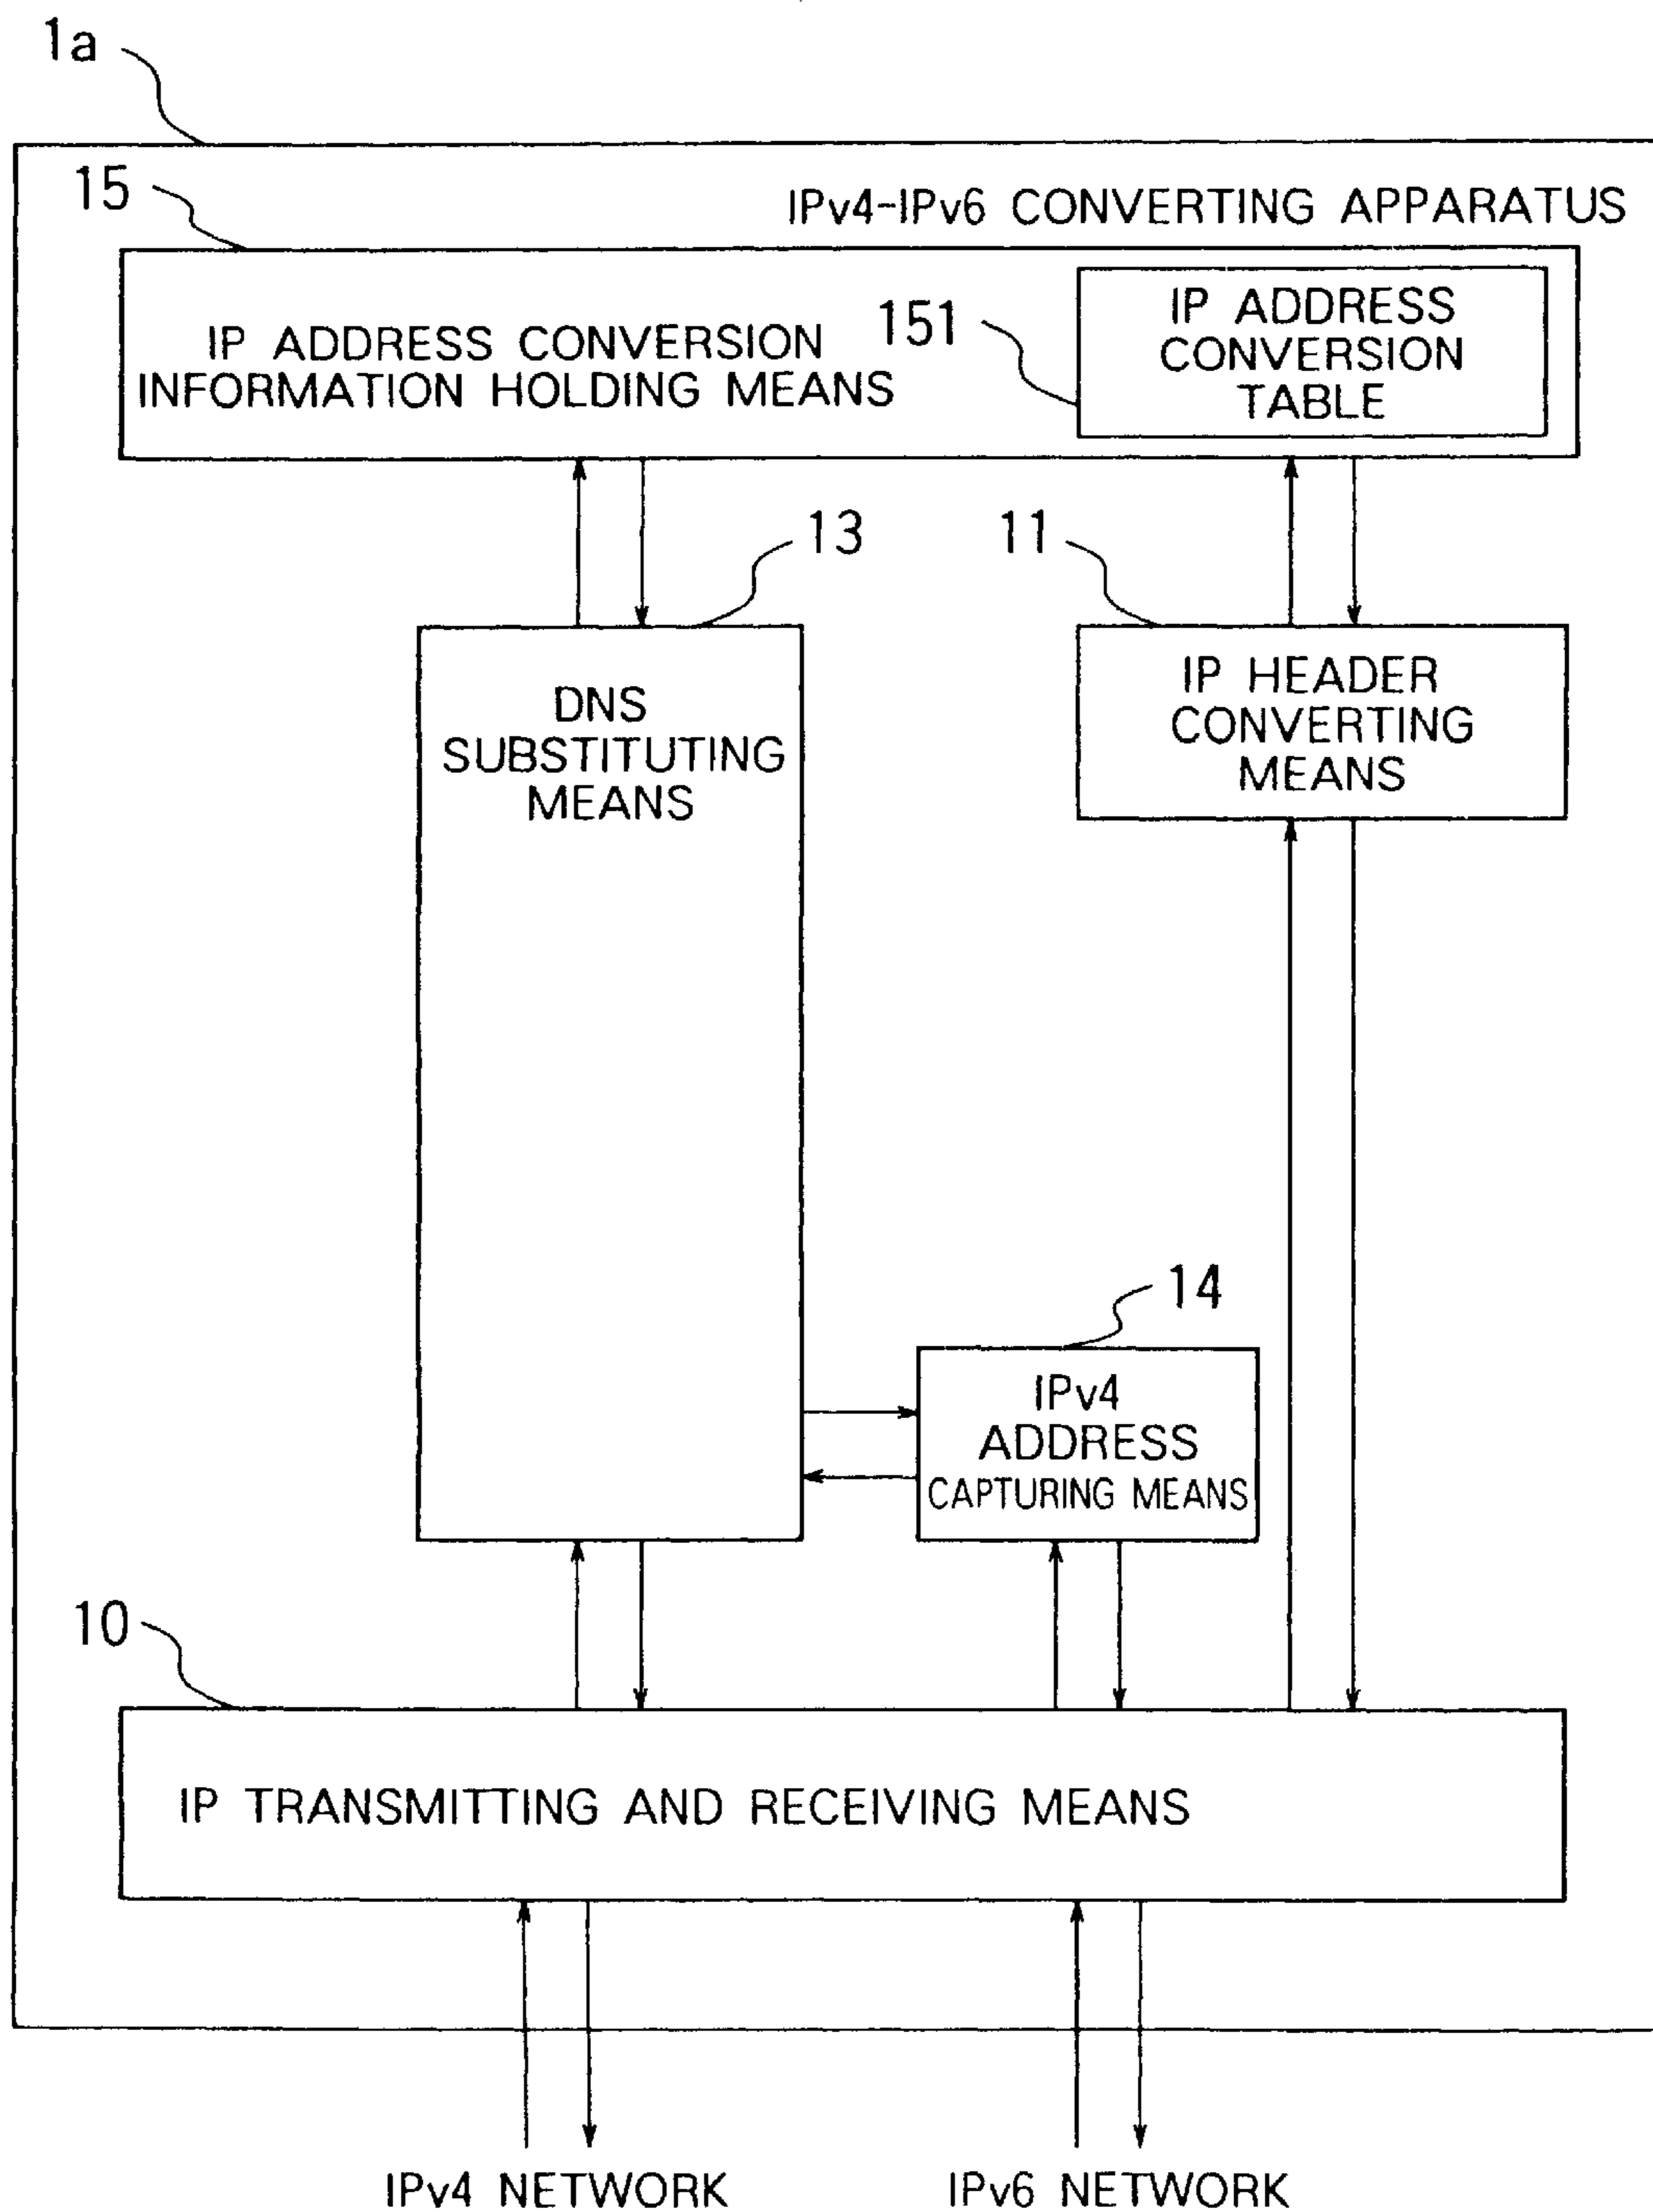 1a
15
IPv4-IPv6 CONVERTING APPARATUS
IP ADDRESS CONVERSION
INFORMATION HOLDING MEANS
151
IP ADDRESS
CONVERSION
TABLE
13
11
DNS
SUBSTITUTING
MEANS
IP HEADER
CONVERTING
MEANS
14
IPv4
ADDRESS
CAPTURING MEANS
10
IP TRANSMITTING AND RECEIVING MEANS
IPv4 NETWORK
IPv6 NETWORK